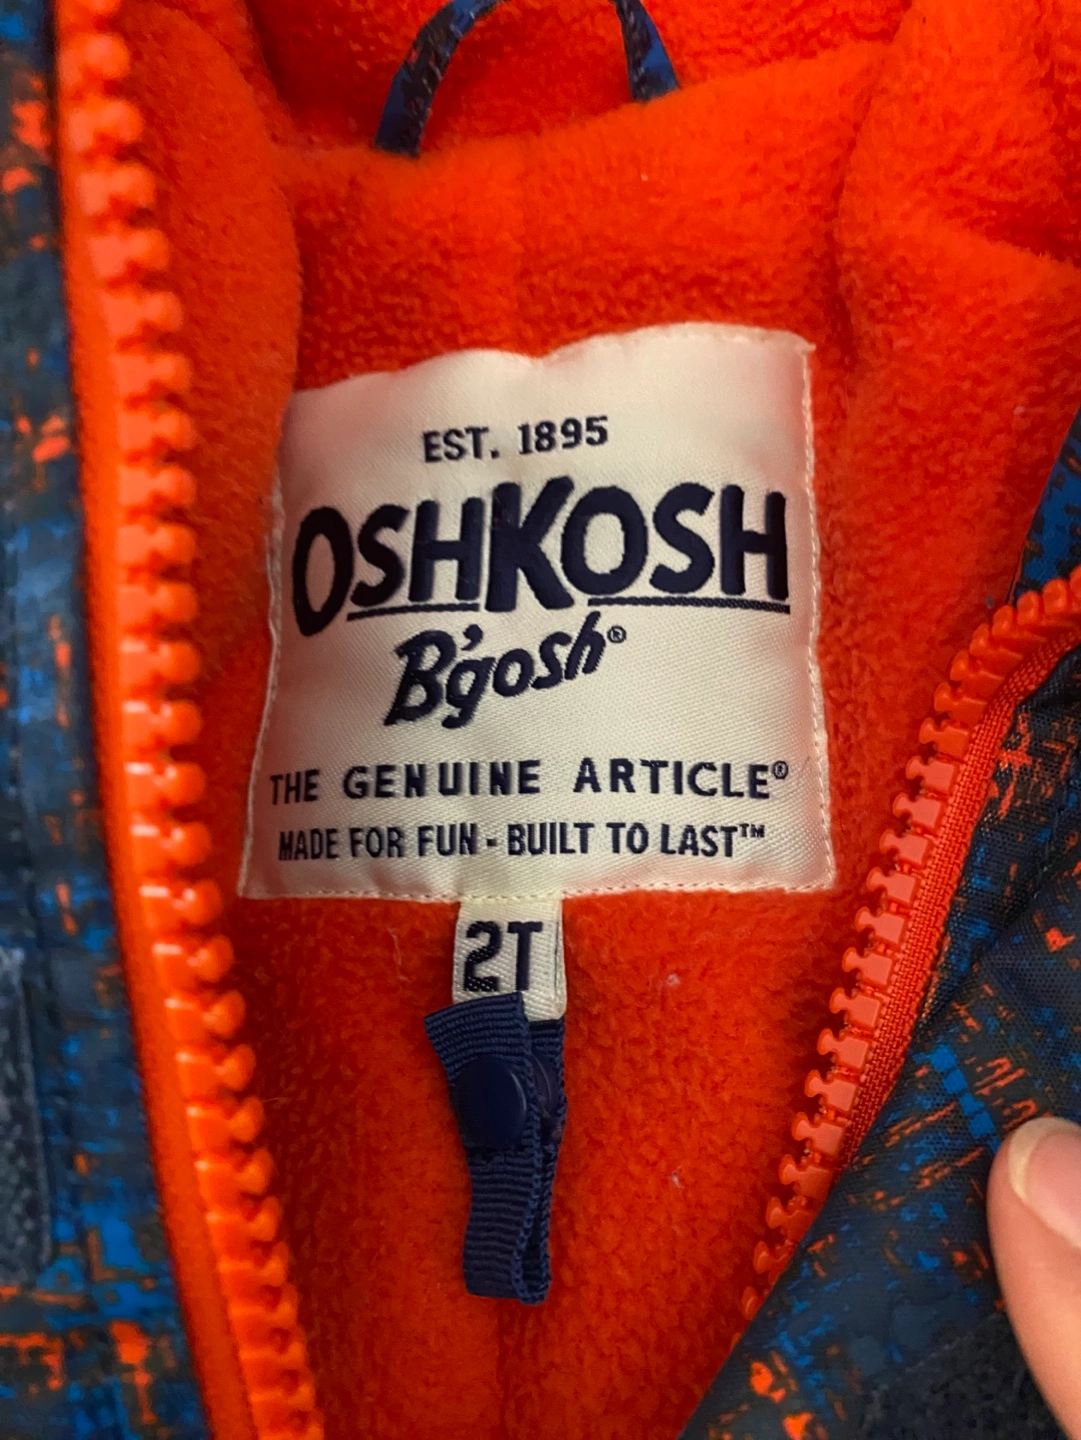 EST. 1895
OSHKOSH
B'gosh®
THE GENUINE ARTICLE®
MADE FOR FUN - BUILT TO LAST™
2T